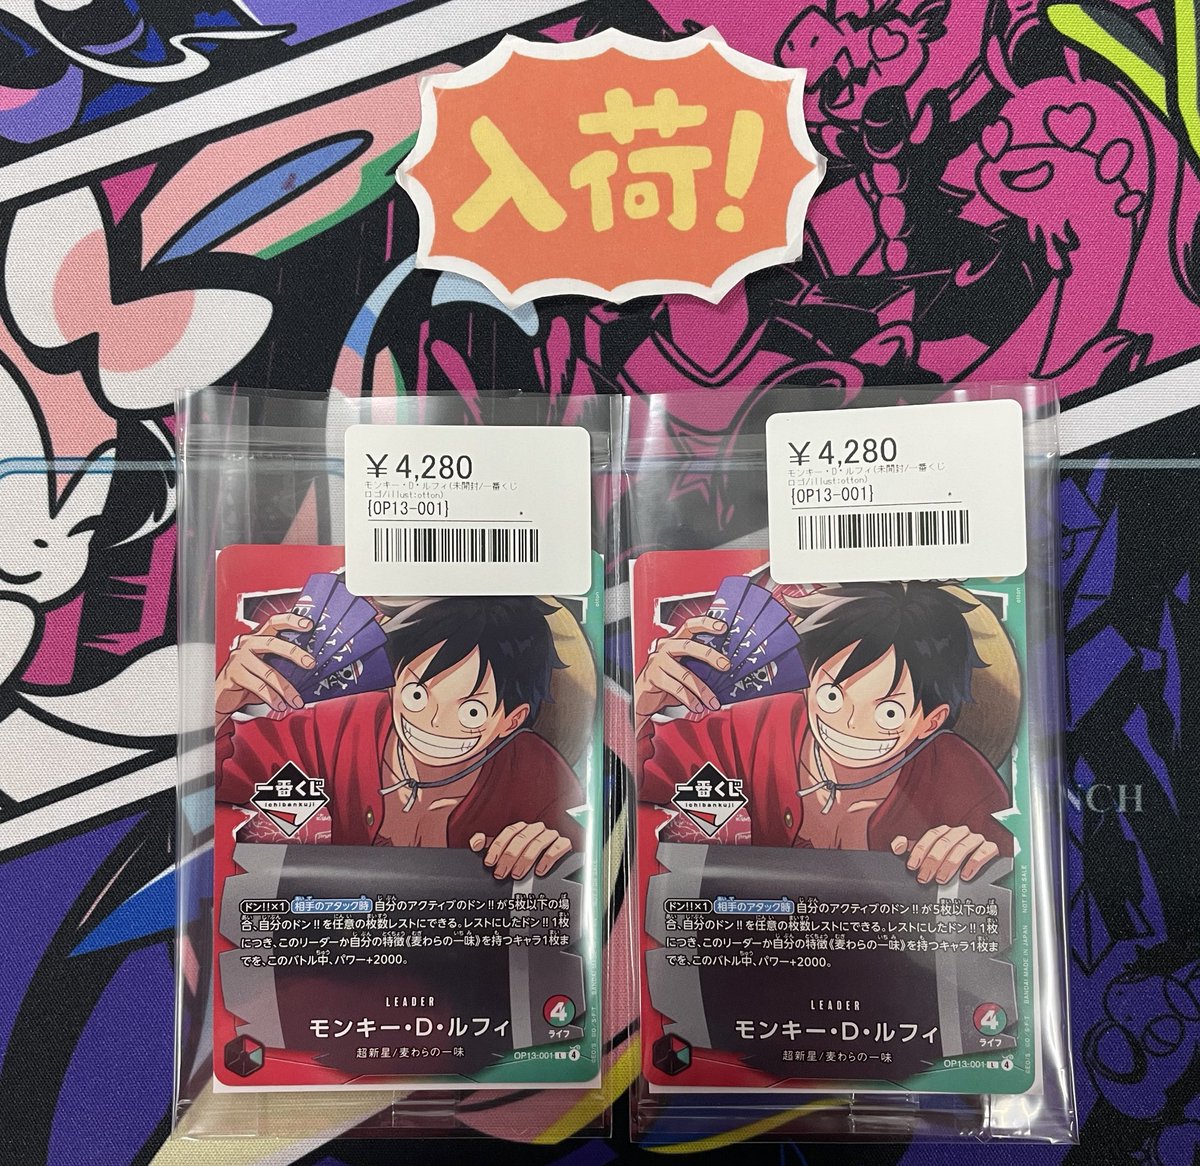 入荷!
¥4,280
モンキー・D・ルフィ(未開封/一番くじ
ロゴ/illust:otton)
{OP13-001}
otton
一番くじ
ichibankuji
ドン!!×1 相手のアタック時 自分のアクティブのドン!!が5枚以下の場
合、自分のドン!!を任意の枚数レストにできる。レストにしたドン!!1枚
につき、このリーダーか自分の特徴《麦わらの一味》を持つキャラ1枚ま
でを、このバトル中、パワー+2000。
LEADER
モンキー・D・ルフィ
超新星/麦わらの一味
4
ライフ
OP13-001 L 4
¥4,280
モンキー・D・ルフィ(未開封/一番くじ
ロゴ/illust:otton)
{OP13-001}
otton
一番くじ
ichibankuji
ドン!!×1 相手のアタック時 自分のアクティブのドン!!が5枚以下の場
合、自分のドン!!を任意の枚数レストにできる。レストにしたドン!!1枚
につき、このリーダーか自分の特徴《麦わらの一味》を持つキャラ1枚ま
でを、このバトル中、パワー+2000。
LEADER
モンキー・D・ルフィ
超新星/麦わらの一味
4
ライフ
OP13-001 L 4
BANDAI MADE IN JAPAN NOT FOR SALE
CH